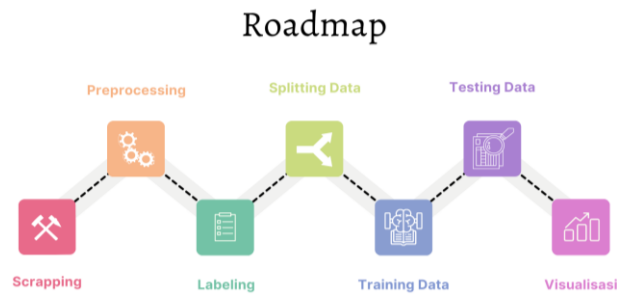 Roadmap
Preprocessing
Splitting Data
Testing Data
Scrapping
Labeling
Training Data
Visualisasi